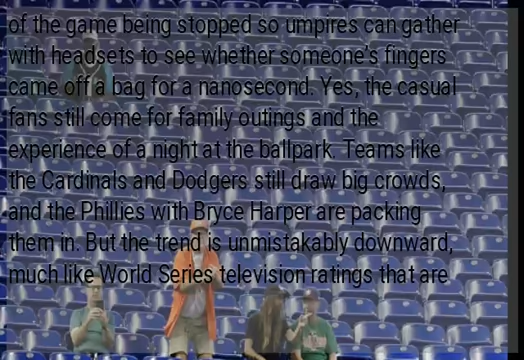 of the game being stopped so umpires can gather
with headsets to see whether someone's fingers
came off a bag for a nanosecond. Yes, the casual
fans still come for family outings and the
experience of a night at the ballpark. Teams like
the Cardinals and Dodgers still draw big crowds,
and the Phillies with Bryce Harper are packing
them in. But the trend is unmistakably downward,
much like World Series television ratings that are